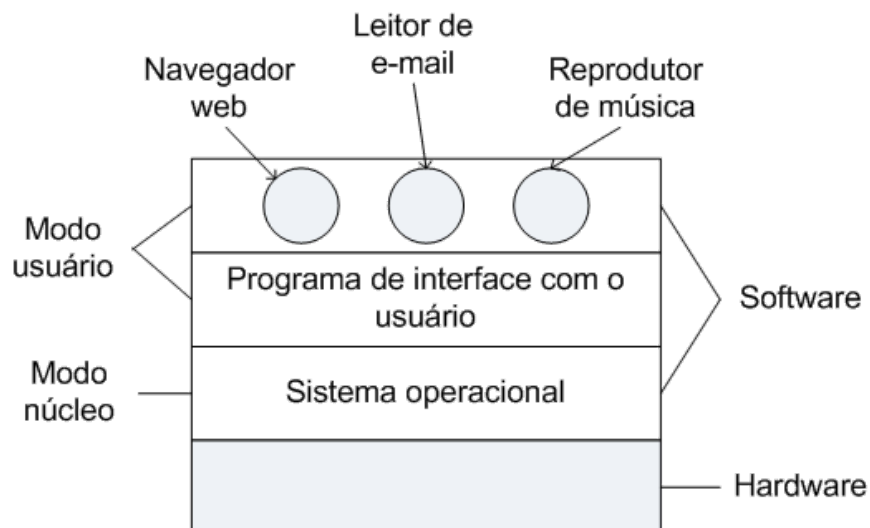 Leitor de
e-mail
Navegador
web
Reprodutor
de música
Modo
usuário
Programa de interface com o
usuário
Software
Modo
núcleo
Sistema operacional
Hardware